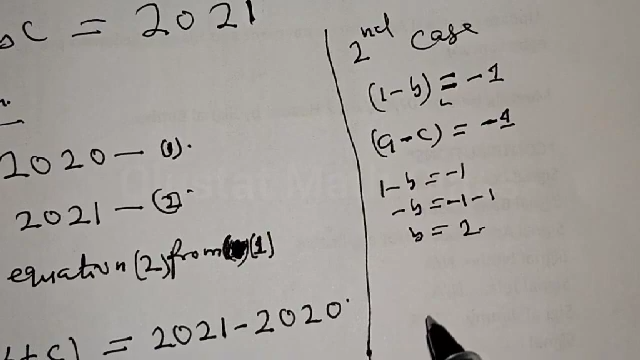 bc = 2021
2020 — (1).
2021 — (2).
equation (2) from (1)
+c) = 2021 - 2020.
2nd case
(1-b) = -1
(a-c) = -1
1-b = -1
-b = -1-1
b = 2.